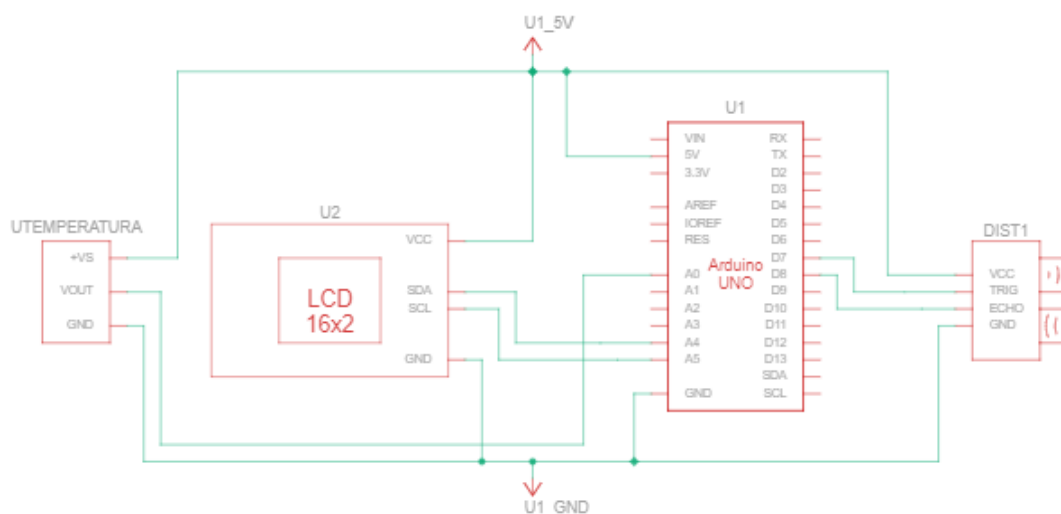 U1_5V
U1
VIN
5V
3.3V
AREF
IOREF
RES
A0
A1
A2
A3
A4
A5
GND
Arduino
UNO
RX
TX
D2
D3
D4
D5
D6
D7
D8
D9
D10
D11
D12
D13
SDA
SCL
UTEMPERATURA
+VS
VOUT
GND
U2
VCC
SDA
SCL
GND
LCD
16x2
DIST1
VCC
TRIG
ECHO
GND
U1_GND